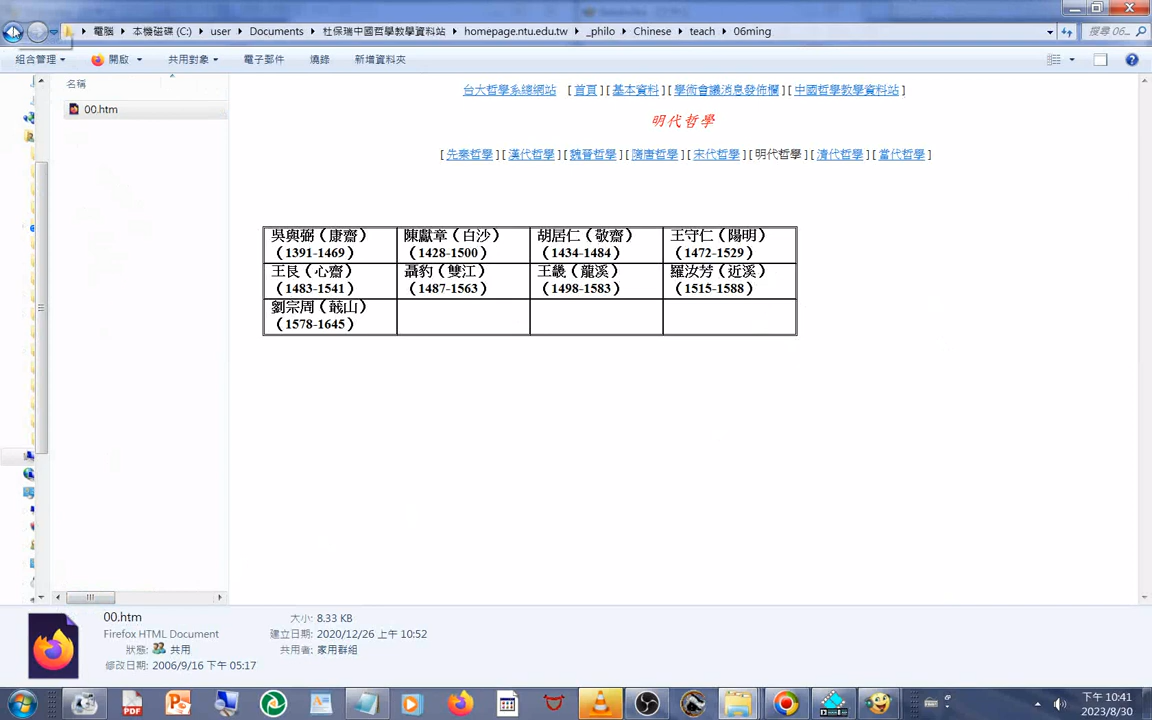 電腦 本機磁碟 (C:) user Documents 杜保瑞中國哲學教學資料站 homepage.ntu.edu.tw _philo Chinese teach 06ming 搜尋 06...
組合管理 開啟 共用對象 電子郵件 燒錄 新增資料夾
名稱
00.htm
台大哲學系總網站 [ 首頁 ] [ 基本資料 ] [ 學術會議消息發佈欄 ] [ 中國哲學教學資料站 ]
明代哲學
[ 先秦哲學 ] [ 漢代哲學 ] [ 魏晉哲學 ] [ 隋唐哲學 ] [ 宋代哲學 ] [ 明代哲學 ] [ 清代哲學 ] [ 當代哲學 ]
吳與弼（康齋） 陳獻章（白沙） 胡居仁（敬齋） 王守仁（陽明）
（1391-1469） （1428-1500） （1434-1484） （1472-1529）
王艮（心齋） 聶豹（雙江） 王畿（龍溪） 羅汝芳（近溪）
（1483-1541） （1487-1563） （1498-1583） （1515-1588）
劉宗周（蕺山）
（1578-1645）
00.htm 大小: 8.33 KB
Firefox HTML Document 建立日期: 2020/12/26 上午 10:52
狀態: 共用 共用者: 家用群組
修改日期: 2006/9/16 下午 05:17
PDF
下午 10:41
2023/8/30